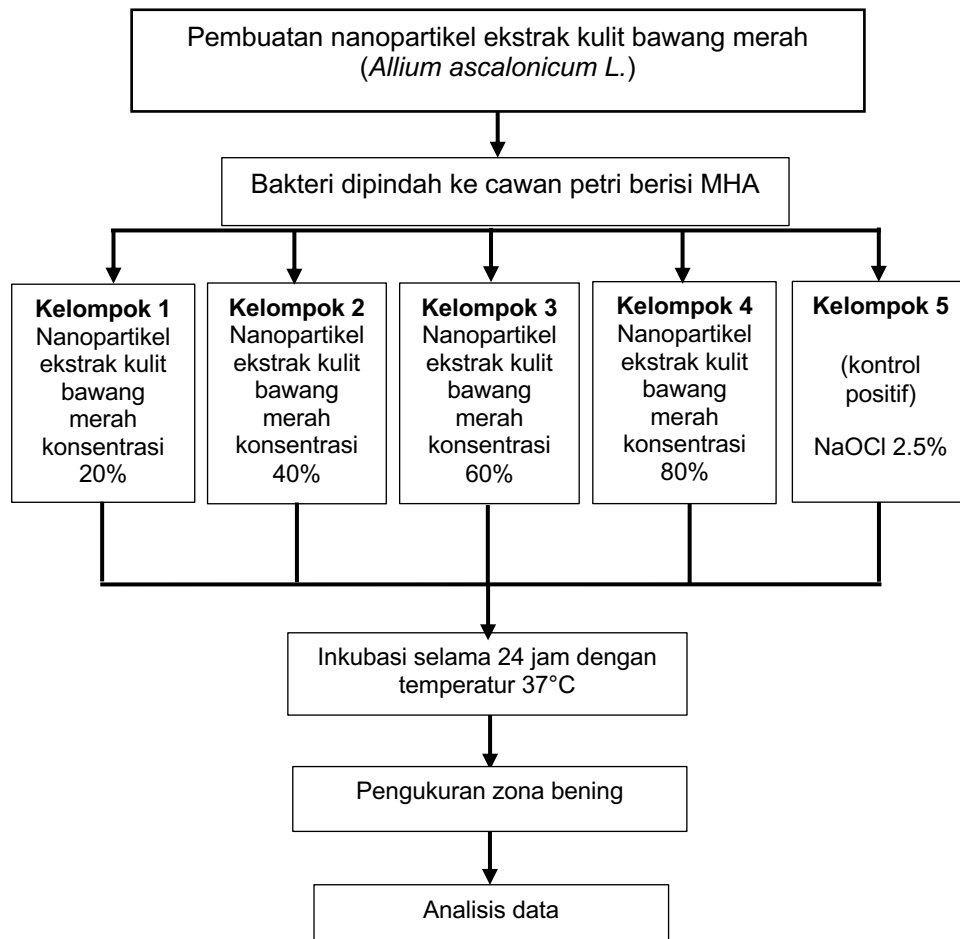 Pembuatan nanopartikel ekstrak kulit bawang merah
(Allium ascalonicum L.)
Bakteri dipindah ke cawan petri berisi MHA
Kelompok 1
Nanopartikel
ekstrak kulit
bawang
merah
konsentrasi
20%
Kelompok 2
Nanopartikel
ekstrak kulit
bawang
merah
konsentrasi
40%
Kelompok 3
Nanopartikel
ekstrak kulit
bawang
merah
konsentrasi
60%
Kelompok 4
Nanopartikel
ekstrak kulit
bawang
merah
konsentrasi
80%
Kelompok 5
(kontrol
positif)
NaOCl 2.5%
Inkubasi selama 24 jam dengan
temperatur 37°C
Pengukuran zona bening
Analisis data